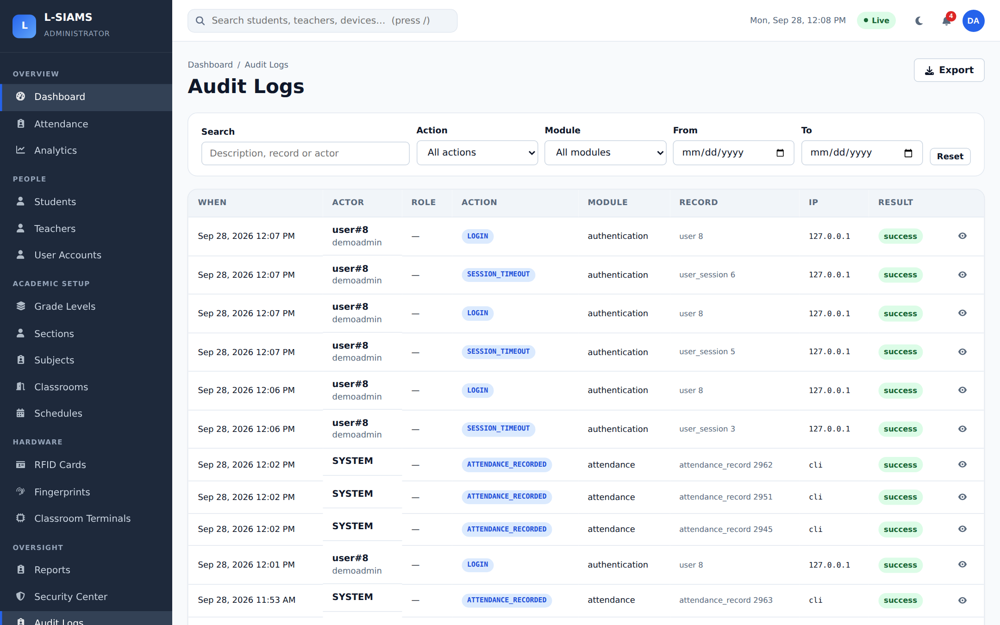 L
L-SIAMS
ADMINISTRATOR
OVERVIEW
Dashboard
Attendance
Analytics
PEOPLE
Students
Teachers
User Accounts
ACADEMIC SETUP
Grade Levels
Sections
Subjects
Classrooms
Schedules
HARDWARE
RFID Cards
Fingerprints
Classroom Terminals
OVERSIGHT
Reports
Security Center
Audit Logs
Search students, teachers, devices... (press /)
Mon, Sep 28, 12:08 PM
Live
4
DA
Dashboard / Audit Logs
Audit Logs
Export
Search Action Module From To
Description, record or actor All actions All modules mm/dd/yyyy mm/dd/yyyy Reset
WHEN ACTOR ROLE ACTION MODULE RECORD IP RESULT
Sep 28, 2026 12:07 PM user#8 demoadmin — LOGIN authentication user 8 127.0.0.1 success
Sep 28, 2026 12:07 PM user#8 demoadmin — SESSION_TIMEOUT authentication user_session 6 127.0.0.1 success
Sep 28, 2026 12:07 PM user#8 demoadmin — LOGIN authentication user 8 127.0.0.1 success
Sep 28, 2026 12:07 PM user#8 demoadmin — SESSION_TIMEOUT authentication user_session 5 127.0.0.1 success
Sep 28, 2026 12:06 PM user#8 demoadmin — LOGIN authentication user 8 127.0.0.1 success
Sep 28, 2026 12:06 PM user#8 demoadmin — SESSION_TIMEOUT authentication user_session 3 127.0.0.1 success
Sep 28, 2026 12:02 PM SYSTEM — ATTENDANCE_RECORDED attendance attendance_record 2962 cli success
Sep 28, 2026 12:02 PM SYSTEM — ATTENDANCE_RECORDED attendance attendance_record 2951 cli success
Sep 28, 2026 12:02 PM SYSTEM — ATTENDANCE_RECORDED attendance attendance_record 2945 cli success
Sep 28, 2026 12:01 PM user#8 demoadmin — LOGIN authentication user 8 127.0.0.1 success
Sep 28, 2026 11:53 AM SYSTEM — ATTENDANCE_RECORDED attendance attendance_record 2963 cli success